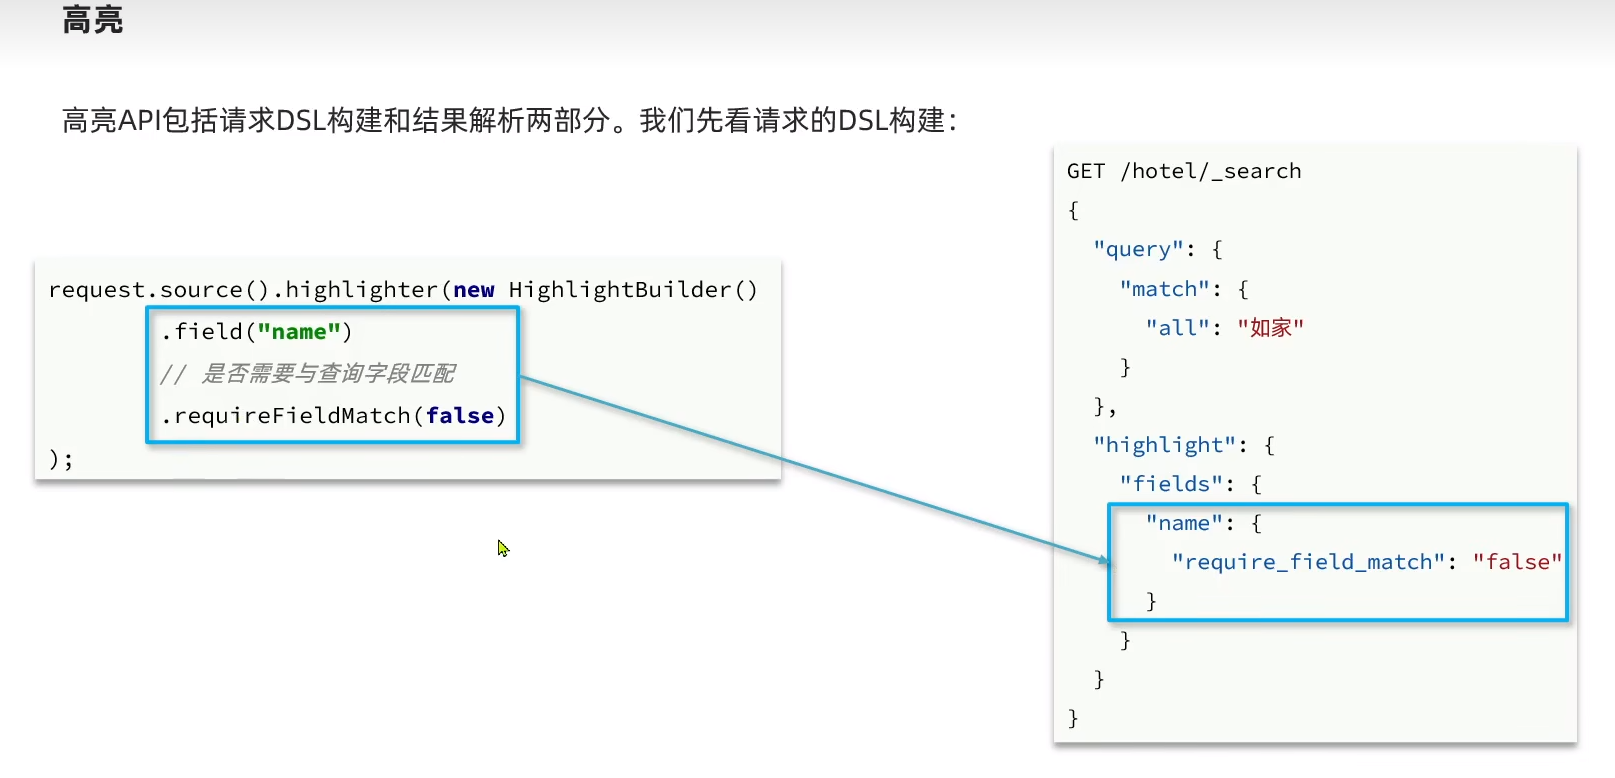 高亮
高亮API包括请求DSL构建和结果解析两部分。我们先看请求的DSL构建：
request.source().highlighter(new HighlightBuilder()
.field("name")
// 是否需要与查询字段匹配
.requireFieldMatch(false)
);
GET /hotel/_search
{
"query": {
"match": {
"all": "如家"
}
},
"highlight": {
"fields": {
"name": {
"require_field_match": "false"
}
}
}
}